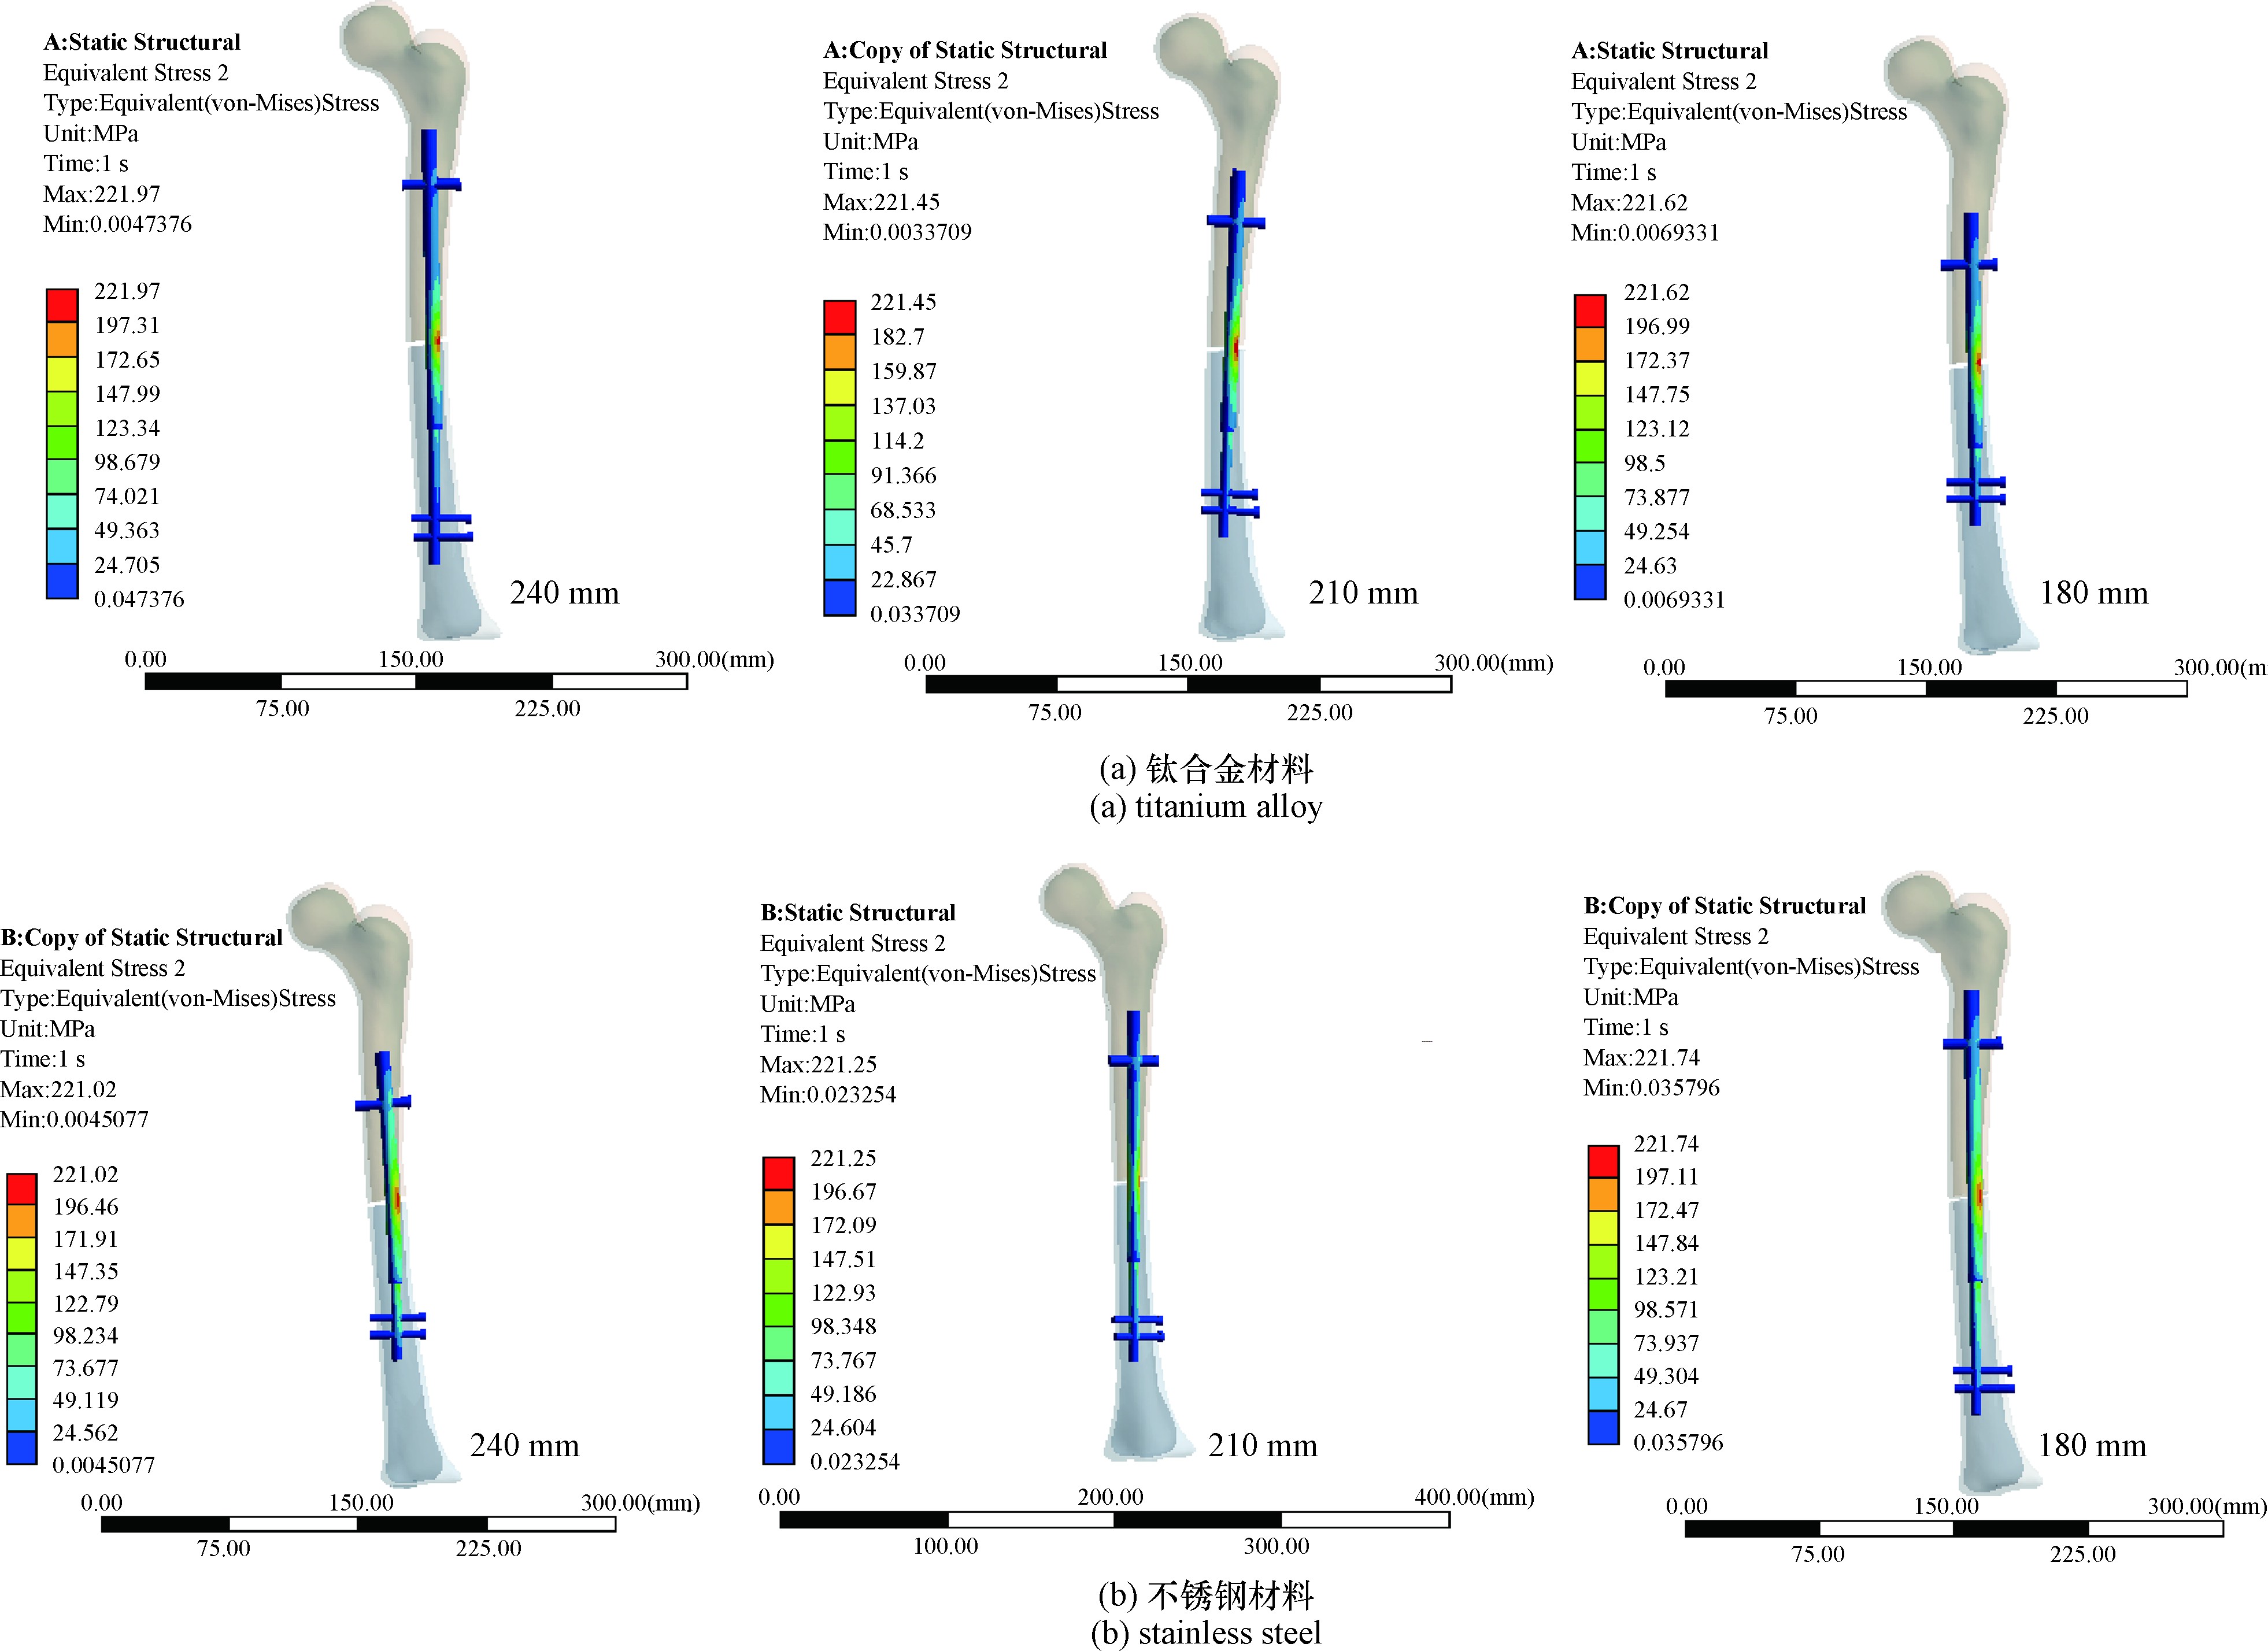 A:Static Structural
Equivalent Stress 2
Type:Equivalent(von-Mises)Stress
Unit:MPa
Time:1 s
Max:221.97
Min:0.0047376
221.97
197.31
172.65
147.99
123.34
98.679
74.021
49.363
24.705
0.047376
240 mm
0.00 150.00 300.00(mm)
75.00 225.00
A:Copy of Static Structural
Equivalent Stress 2
Type:Equivalent(von-Mises)Stress
Unit:MPa
Time:1 s
Max:221.45
Min:0.0033709
221.45
182.7
159.87
137.03
114.2
91.366
68.533
45.7
22.867
0.033709
210 mm
0.00 150.00 300.00(mm)
75.00 225.00
A:Static Structural
Equivalent Stress 2
Type:Equivalent(von-Mises)Stress
Unit:MPa
Time:1 s
Max:221.62
Min:0.0069331
221.62
196.99
172.37
147.75
123.12
98.5
73.877
49.254
24.63
0.0069331
180 mm
0.00 150.00 300.00(m
75.00 225.00
(a) 钛合金材料
(a) titanium alloy
B:Copy of Static Structural
Equivalent Stress 2
Type:Equivalent(von-Mises)Stress
Unit:MPa
Time:1 s
Max:221.02
Min:0.0045077
221.02
196.46
171.91
147.35
122.79
98.234
73.677
49.119
24.562
0.0045077
240 mm
0.00 150.00 300.00(mm)
75.00 225.00
B:Static Structural
Equivalent Stress 2
Type:Equivalent(von-Mises)Stress
Unit:MPa
Time:1 s
Max:221.25
Min:0.023254
221.25
196.67
172.09
147.51
122.93
98.348
73.767
49.186
24.604
0.023254
210 mm
0.00 200.00 400.00(mm)
100.00 300.00
B:Copy of Static Structural
Equivalent Stress 2
Type:Equivalent(von-Mises)Stress
Unit:MPa
Time:1 s
Max:221.74
Min:0.035796
221.74
197.11
172.47
147.84
123.21
98.571
73.937
49.304
24.67
0.035796
180 mm
0.00 150.00 300.00(mm)
75.00 225.00
(b) 不锈钢材料
(b) stainless steel